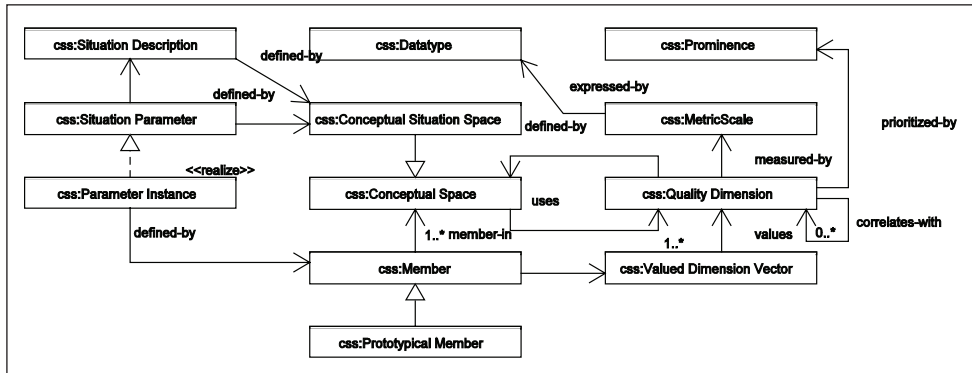 css:Situation Description
css:Datatype
css:Prominence
defined-by
expressed-by
defined-by
css:Situation Parameter
css:Conceptual Situation Space
defined-by
css:MetricScale
prioritized-by
<<realize>>
measured-by
css:Parameter Instance
css:Conceptual Space
uses
css:Quality Dimension
correlates-with
defined-by
1..* member-in
1..*
values
0..*
css:Member
css:Valued Dimension Vector
css:Prototypical Member